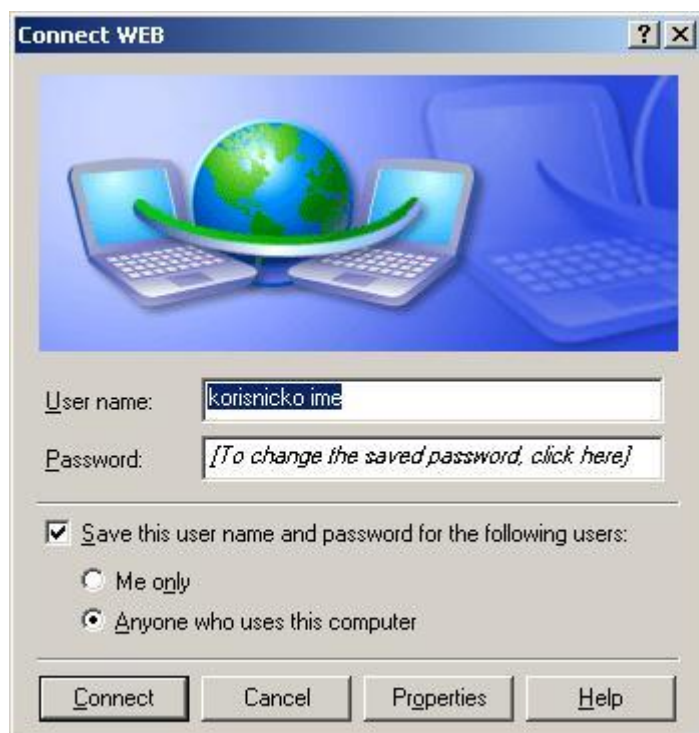 Connect WEB
User name: korisnicko ime
Password: [To change the saved password, click here]
Save this user name and password for the following users:
Me only
Anyone who uses this computer
Connect Cancel Properties Help